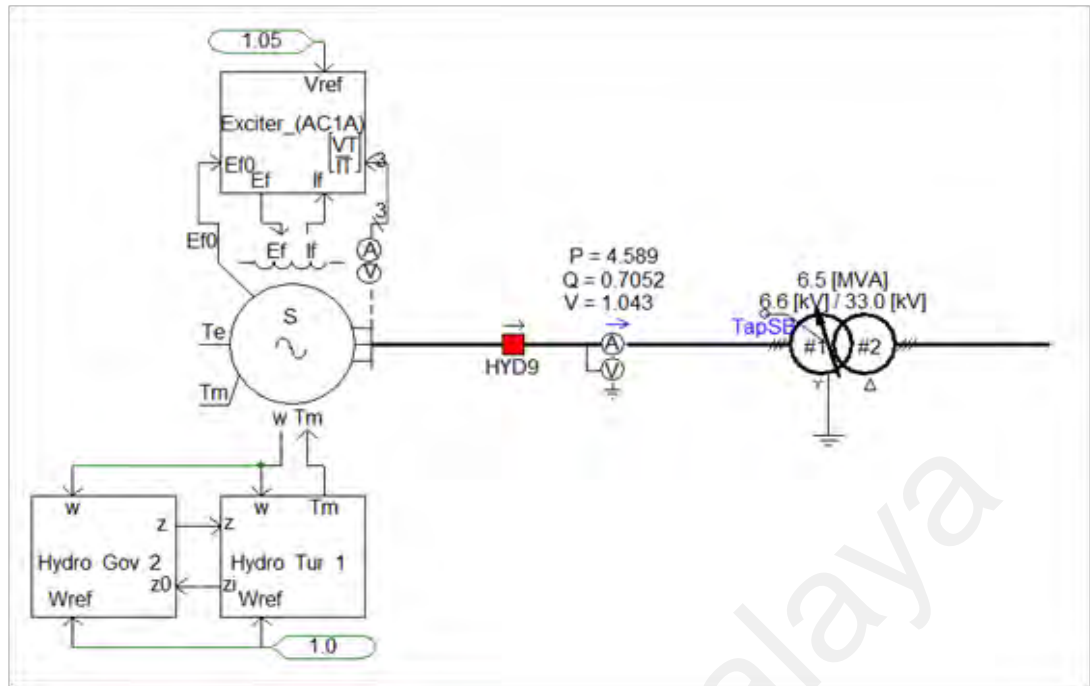 1.05
Vref
Exciter_(AC1A)
VT
IT
3
Ef0
Ef
If
3
Ef0
Ef
If
A
V
S
Te
Tm
w
Tm
P = 4.589
Q = 0.7052
V = 1.043
HYD9
A
V
6.5 [MVA]
6.6 [kV] / 33.0 [kV]
TapSB
#1
#2
w
z
Hydro Gov 2
z0
Wref
w
Tm
z
Hydro Tur 1
zi
Wref
1.0
alaya